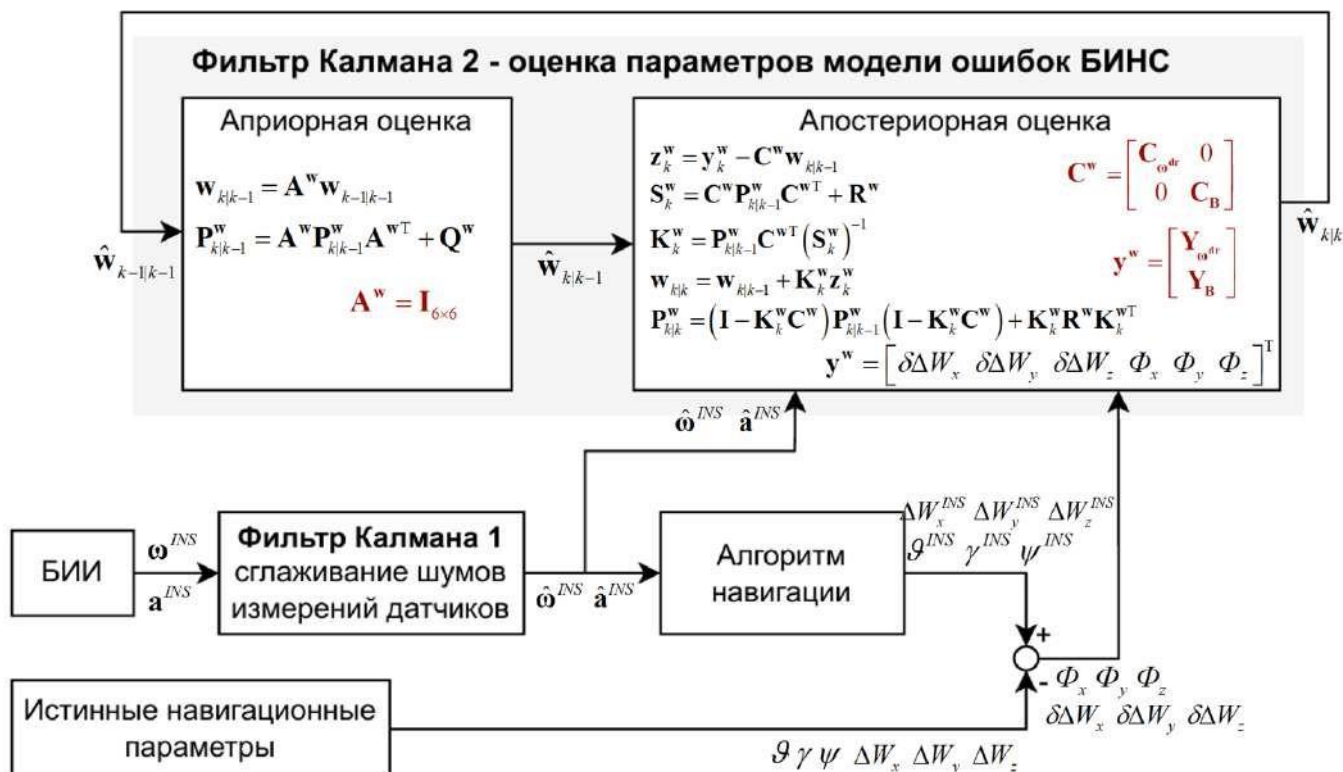 Фильтр Калмана 2 - оценка параметров модели ошибок БИНС
Априорная оценка
w_{k|k-1} = A^w w_{k-1|k-1}
P^w_{k|k-1} = A^w P^w_{k|k-1} A^{wT} + Q^w
A^w = I_{6×6}
ŵ_{k-1|k-1}
ŵ_{k|k-1}
Апостериорная оценка
z^w_k = y^w_k − C^w w_{k|k-1}
S^w_k = C^w P^w_{k|k-1} C^{wT} + R^w
K^w_k = P^w_{k|k-1} C^{wT} (S^w_k)^{-1}
w_{k|k} = w_{k|k-1} + K^w_k z^w_k
P^w_{k|k} = (I − K^w_k C^w) P^w_{k|k-1} (I − K^w_k C^w) + K^w_k R^w K^{wT}_k
C^w = [C_{ω^{dr}} 0
0 C_B]
y^w = [Y_{ω^{dr}}
Y_B]
y^w = [δΔW_x δΔW_y δΔW_z Φ_x Φ_y Φ_z]^T
ŵ_{k|k}
ω̂^{INS} â^{INS}
БИИ
ω^{INS}
a^{INS}
Фильтр Калмана 1
сглаживание шумов
измерений датчиков
ω̂^{INS} â^{INS}
Алгоритм
навигации
ΔW_x^{INS} ΔW_y^{INS} ΔW_z^{INS}
ϑ^{INS} γ^{INS} ψ^{INS}
+
- Φ_x Φ_y Φ_z
δΔW_x δΔW_y δΔW_z
Истинные навигационные
параметры
ϑ γ ψ ΔW_x ΔW_y ΔW_z